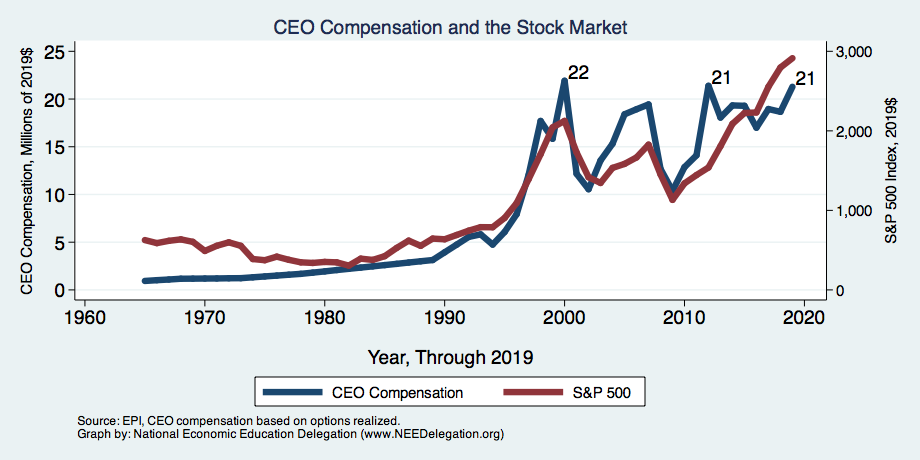 CEO Compensation and the Stock Market
CEO Compensation, Millions of 2019$
25
20
15
10
5
0
22
21
21
3,000
2,000
1,000
0
S&P 500 Index, 2019$
1960 1970 1980 1990 2000 2010 2020
Year, Through 2019
CEO Compensation S&P 500
Source: EPI, CEO compensation based on options realized.
Graph by: National Economic Education Delegation (www.NEEDelegation.org)